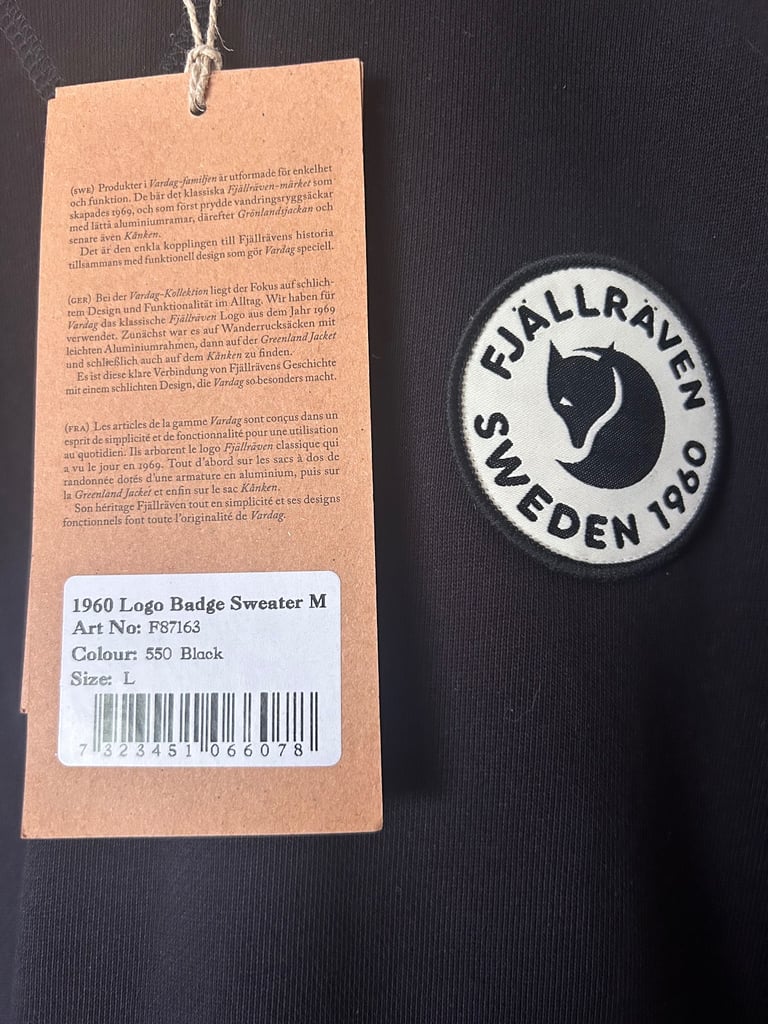 (SWE) Produkter i Vardag-familjen är utformade för enkelhet
och funktion. De bär det klassiska Fjällräven-märket som
skapades 1969, och som först prydde vandringsryggsäckar
med lätta aluminiumramar, därefter Grönlandsjackan och
senare även Kånken.
Det är den enkla kopplingen till Fjällrävens historia
tillsammans med funktionell design som gör Vardag speciell.
(GER) Bei der Vardag-Kollektion liegt der Fokus auf schlich-
tem Design und Funktionalität im Alltag. Wir haben für
Vardag das klassische Fjällräven Logo aus dem Jahr 1969
verwendet. Zunächst war es auf Wanderrucksäcken mit
leichten Aluminiumrahmen, dann auf der Greenland Jacket
und schließlich auch auf dem Kånken zu finden.
Es ist diese klare Verbindung von Fjällrävens Geschichte
mit einem schlichten Design, die Vardag so besonders macht.
(FRA) Les articles de la gamme Vardag sont conçus dans un
esprit de simplicité et de fonctionnalité pour une utilisation
au quotidien. Ils arborent le logo Fjällräven classique qui
a vu le jour en 1969. Tout d'abord sur les sacs à dos de
randonnée dotés d'une armature en aluminium, puis sur
la Greenland Jacket et enfin sur le sac Kånken.
Son héritage Fjällräven tout en simplicité et ses designs
fonctionnels font toute l'originalité de Vardag.
1960 Logo Badge Sweater M
Art No: F87163
Colour: 550 Black
Size: L
7 323451 066078
FJÄLLRÄVEN
SWEDEN 1960